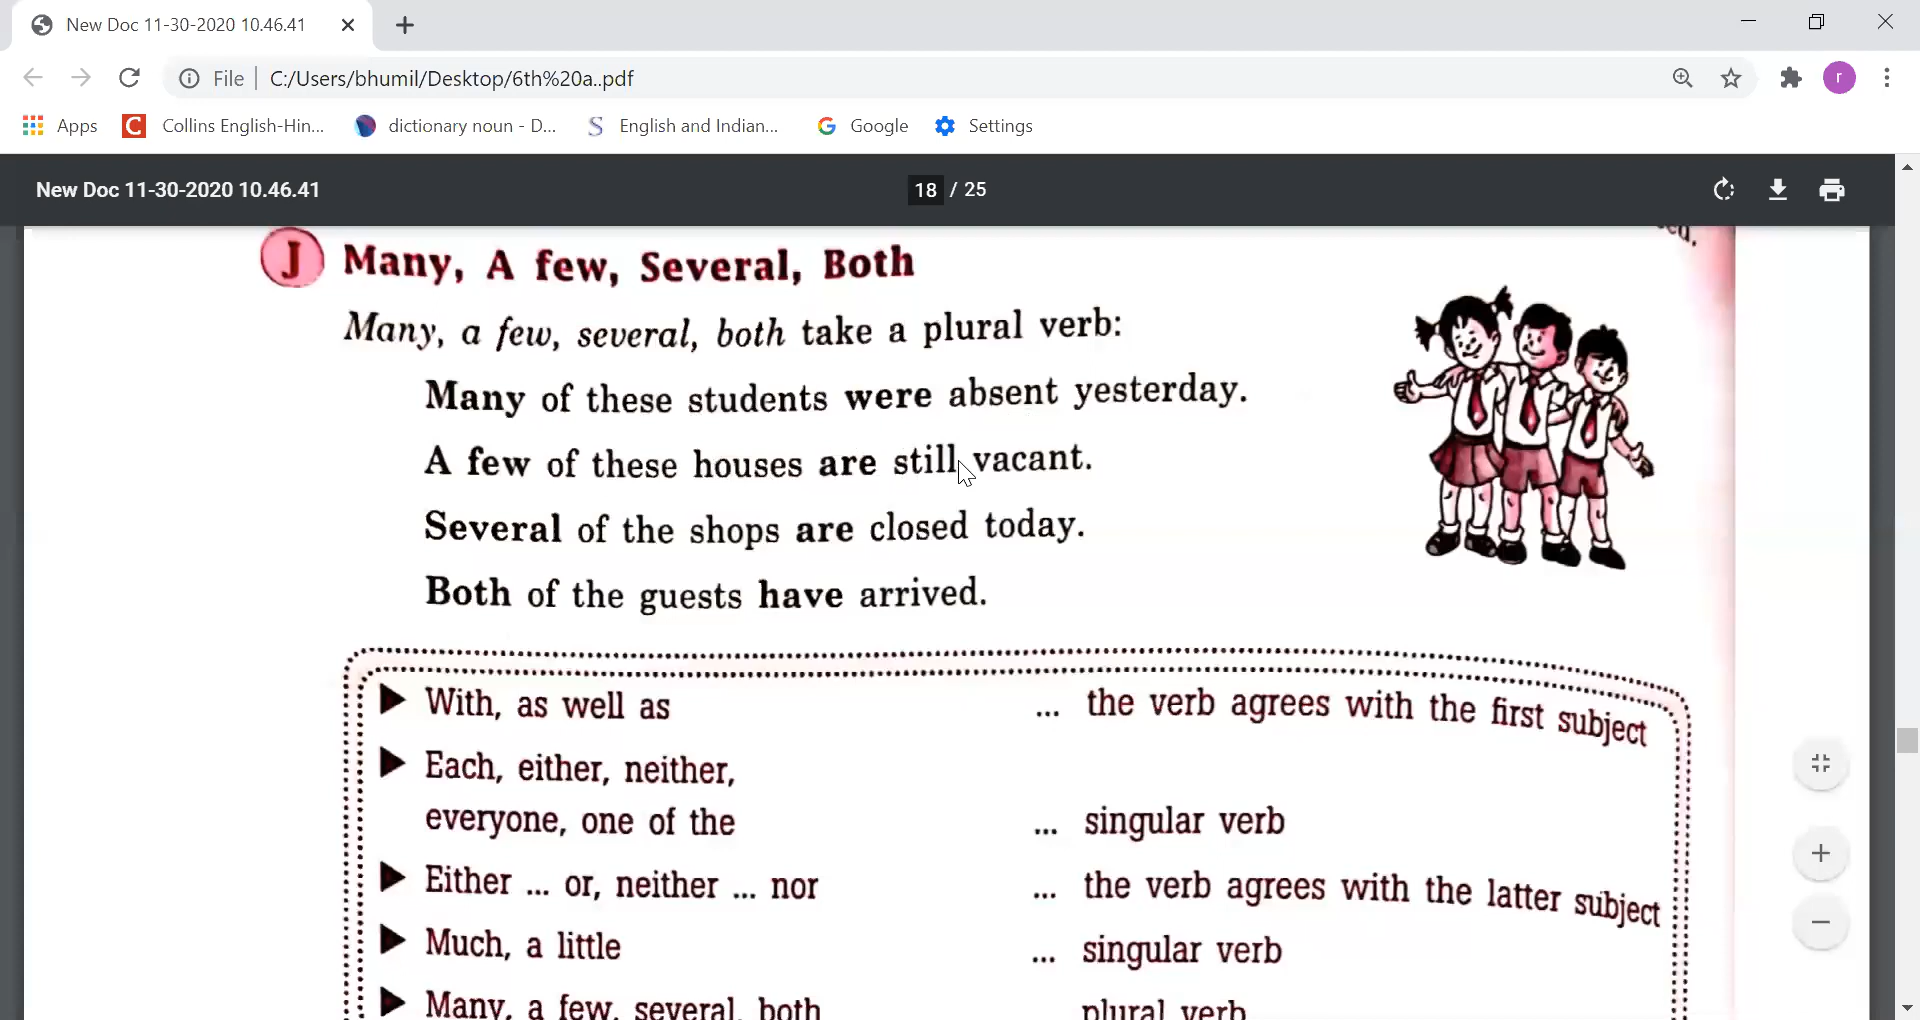 New Doc 11-30-2020 10.46.41
File C:/Users/bhumil/Desktop/6th%20a..pdf
r
Apps Collins English-Hin... dictionary noun - D... English and Indian... Google Settings
New Doc 11-30-2020 10.46.41 18 / 25
J Many, A few, Several, Both
Many, a few, several, both take a plural verb:
Many of these students were absent yesterday.
A few of these houses are still vacant.
Several of the shops are closed today.
Both of the guests have arrived.
▶ With, as well as ... the verb agrees with the first subject
▶ Each, either, neither,
everyone, one of the ... singular verb
▶ Either ... or, neither ... nor ... the verb agrees with the latter subject
▶ Much, a little ... singular verb
▶ Many, a few, several, both plural verb